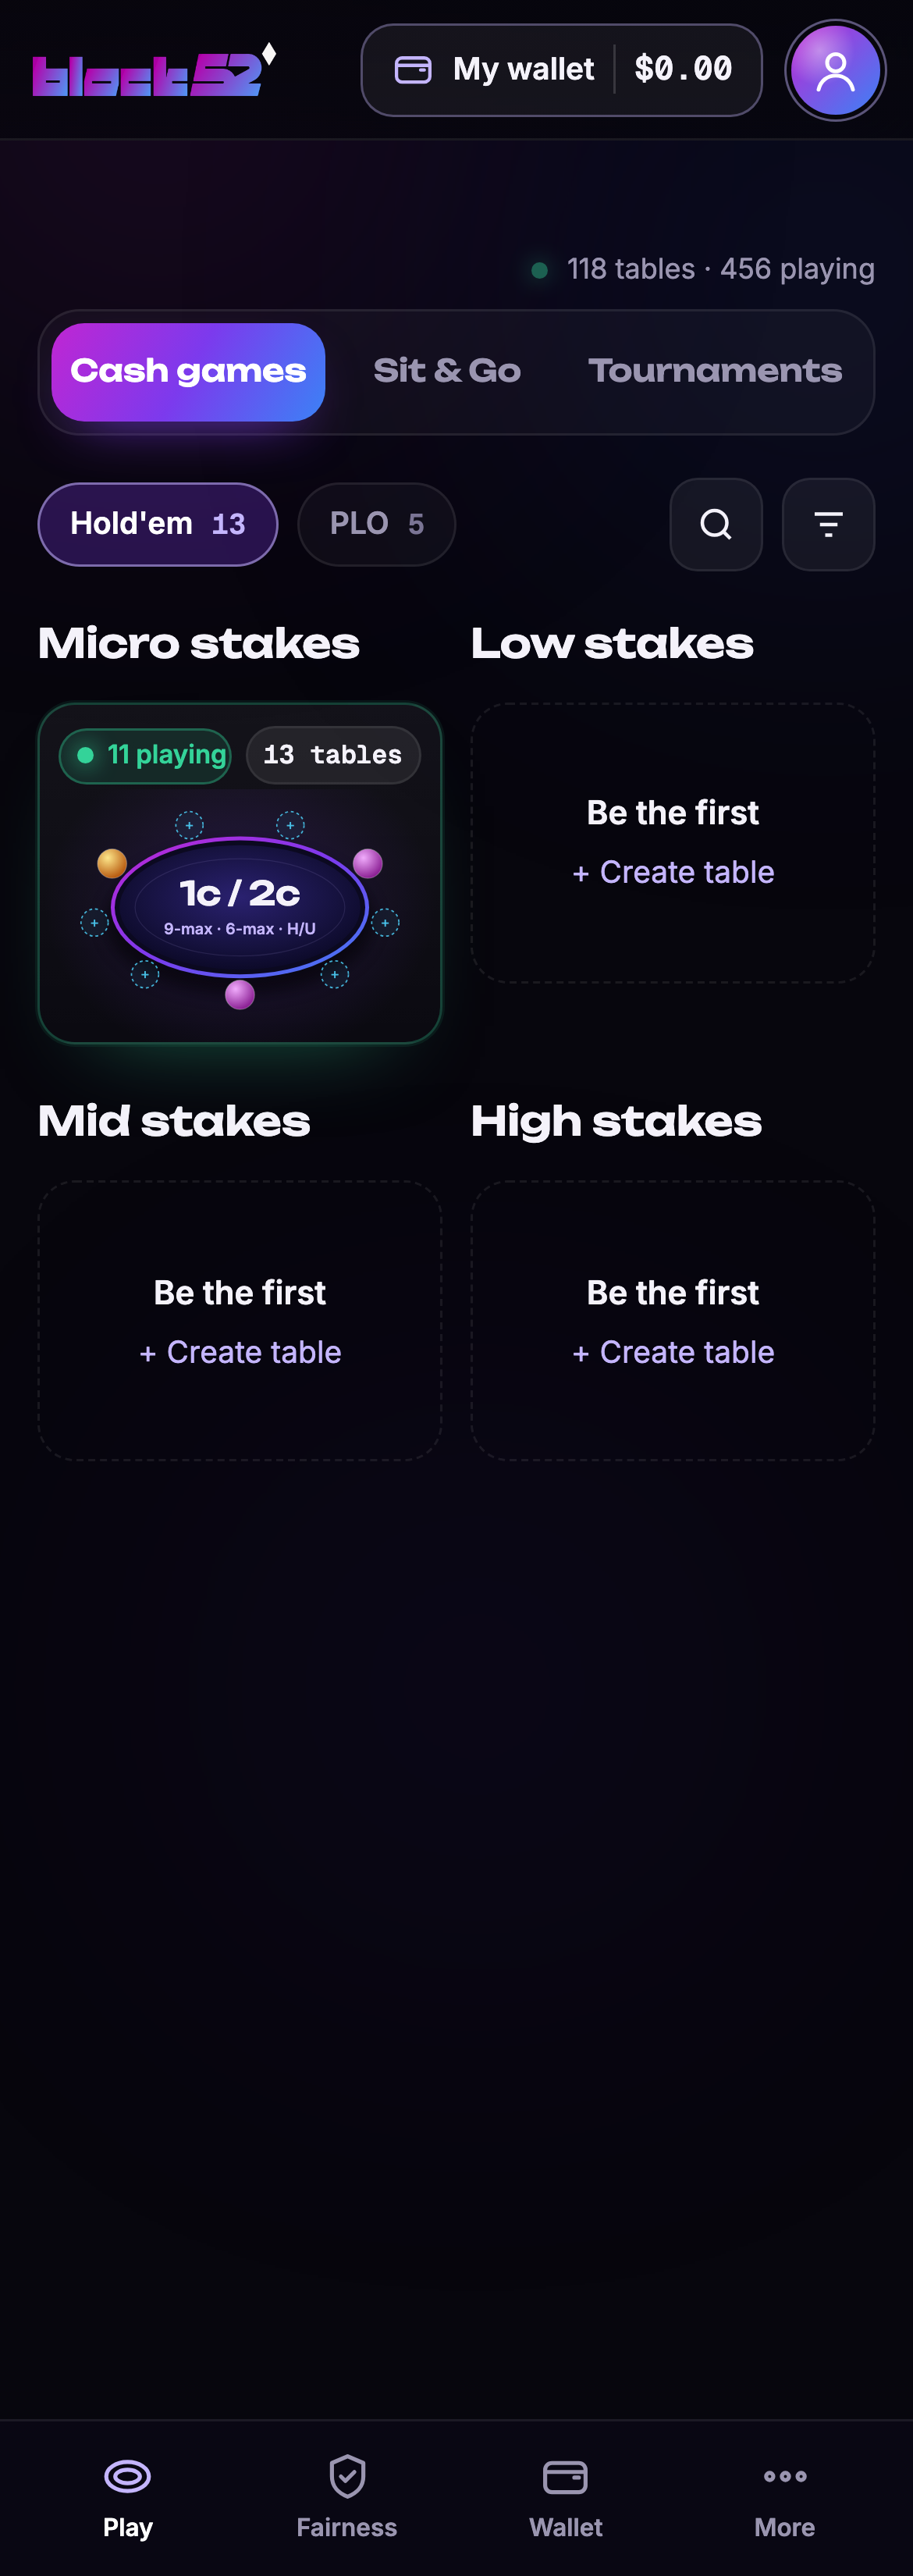 block52
My wallet $0.00
118 tables · 456 playing
Cash games Sit & Go Tournaments
Hold'em 13 PLO 5
Micro stakes
11 playing 13 tables
1c / 2c
9-max · 6-max · H/U
Low stakes
Be the first
+ Create table
Mid stakes
Be the first
+ Create table
High stakes
Be the first
+ Create table
Play Fairness Wallet More